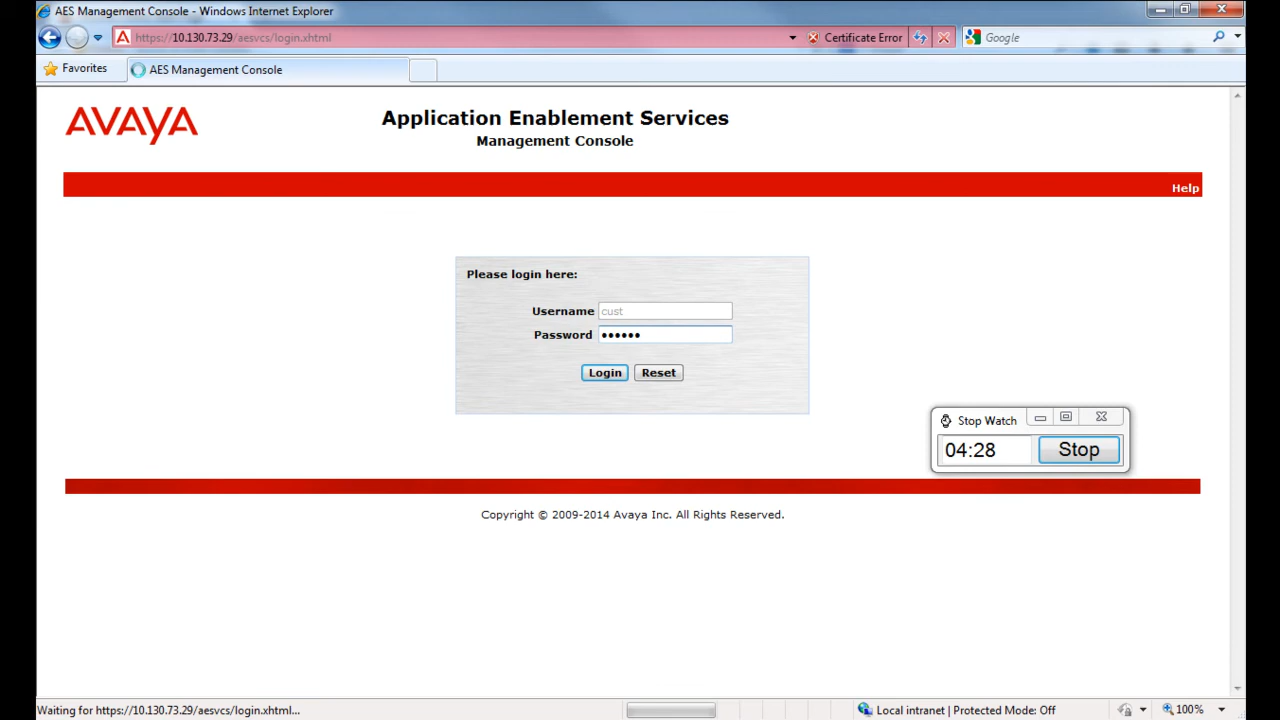 AES Management Console - Windows Internet Explorer
https://10.130.73.29/aesvcs/login.xhtml
Certificate Error
Google
Favorites
AES Management Console
AVAYA
Application Enablement Services
Management Console
Help
Please login here:
Username cust
Password ••••••
Login Reset
Stop Watch
04:28 Stop
Copyright © 2009-2014 Avaya Inc. All Rights Reserved.
Waiting for https://10.130.73.29/aesvcs/login.xhtml...
Local intranet | Protected Mode: Off
100%